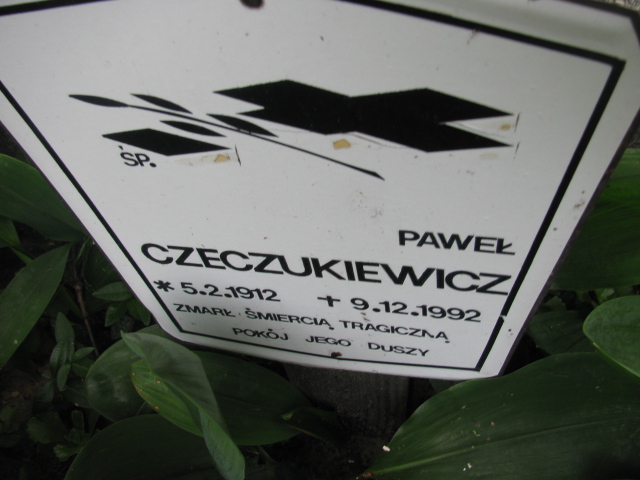 ŚP.
PAWEŁ
CZECZUKIEWICZ
* 5.2.1912 + 9.12.1992
ZMARŁ ŚMIERCIĄ TRAGICZNĄ
POKÓJ JEGO DUSZY